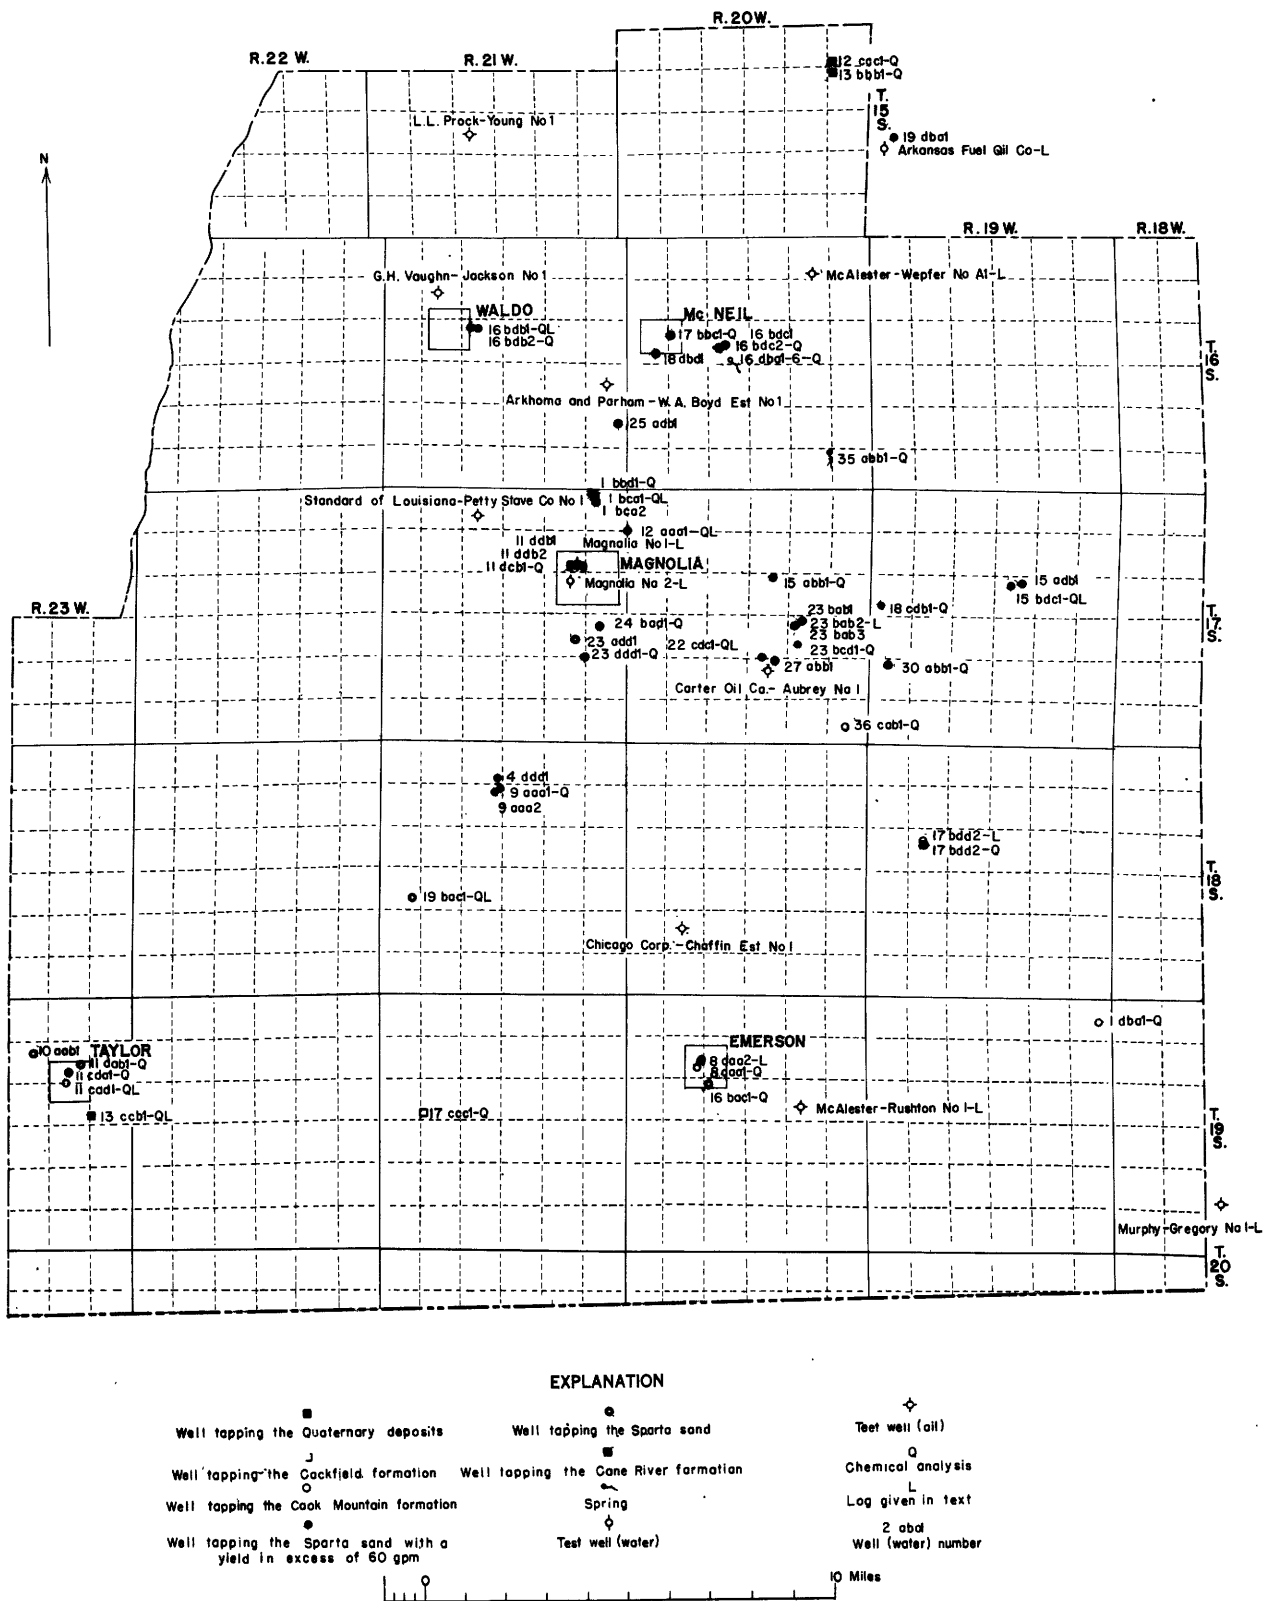 R.20W.
R.22 W.
R.21 W.
12 cac1-Q
13 bbb1-Q
T.
15
S.
L.L. Prock-Young No 1
19 dba1
Arkansas Fuel Oil Co-L
N
R.19W.
R.18W.
G.H. Vaughn-Jackson No 1
McAlester-Wepfer No A1-L
WALDO
16 bdb1-QL
16 bdb2-Q
Mc NEIL
17 bbc1-Q
16 bdc1
16 bdc2-Q
18 dbd1
16 dba1-6-Q
T.
16
S.
Arkhoma and Parham-W.A. Boyd Est No 1
25 adb1
35 abb1-Q
1 bbd1-Q
Standard of Louisiana-Petty Stave Co No 1
1 bca1-QL
1 bca2
12 aaa1-QL
11 ddb1
Magnolia No 1-L
11 ddb2
11 dcb1-Q
MAGNOLIA
Magnolia No 2-L
15 abb1-Q
15 adb1
15 bdc1-QL
R.23 W.
18 cdb1-Q
T.
17
S.
23 bab1
23 bab2-L
23 bab3
23 bcd1-Q
24 bad1-Q
23 add1
22 cdc1-QL
23 ddd1-Q
27 abb1
30 abb1-Q
Carter Oil Co.-Aubrey No 1
36 cab1-Q
4 ddd1
9 aaa1-Q
9 aaa2
17 bdd2-L
17 bdd2-Q
T.
18
S.
19 bac1-QL
Chicago Corp.-Chaffin Est No 1
1 dba1-Q
10 aab1
TAYLOR
11 dab1-Q
11 cda1-Q
11 cad1-QL
13 ccb1-QL
EMERSON
8 daa2-L
8 daa1-Q
16 bac1-Q
17 cac1-Q
McAlester-Rushton No 1-L
T.
19
S.
Murphy-Gregory No 1-L
T.
20
S.
EXPLANATION
Well tapping the Quaternary deposits
Well tapping the Cockfield formation
Well tapping the Cook Mountain formation
Well tapping the Sparta sand with a
yield in excess of 60 gpm
Well tapping the Sparta sand
Well tapping the Cane River formation
Spring
Test well (water)
Test well (oil)
Q
Chemical analysis
L
Log given in text
2 aba1
Well (water) number
0
10 Miles